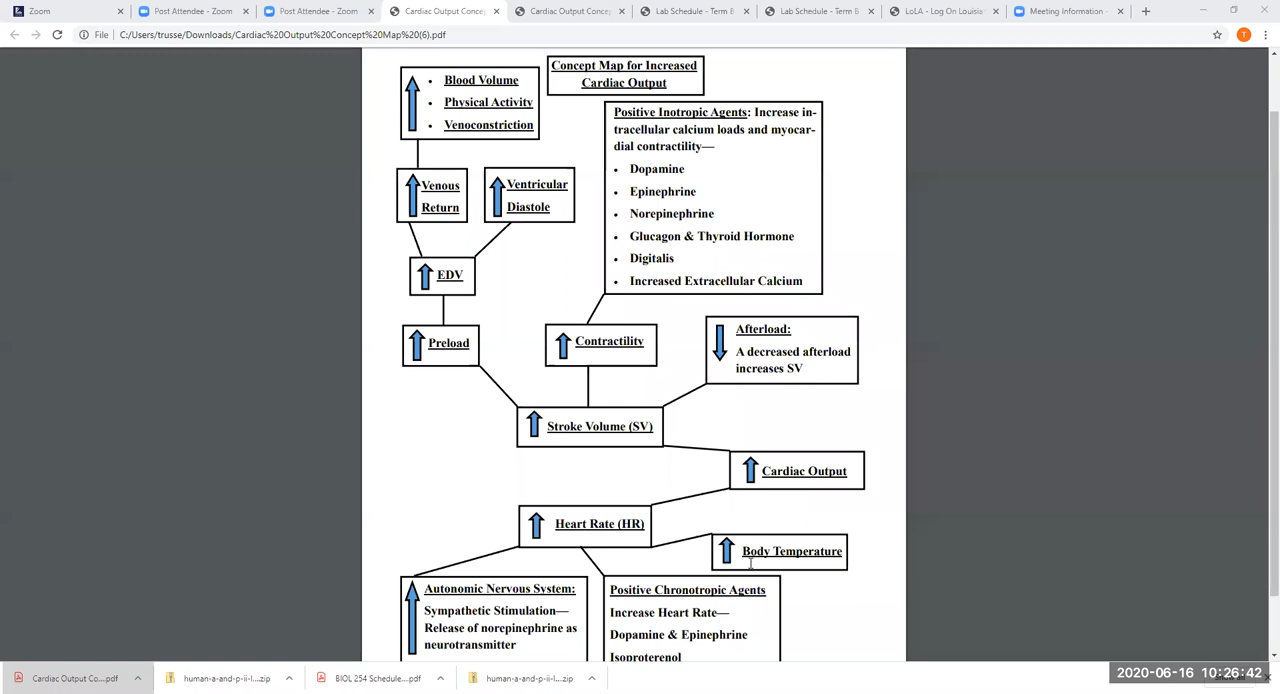 Zoom
Post Attendee - Zoom
Post Attendee - Zoom
Cardiac Output Conce
Cardiac Output Conce
Lab Schedule - Term B
Lab Schedule - Term B
LoLA - Log On Louisia
Meeting Information -
File
C:/Users/trusse/Downloads/Cardiac%20Output%20Concept%20Map%20(6).pdf
T
Concept Map for Increased
Cardiac Output
• Blood Volume
• Physical Activity
• Venoconstriction
Positive Inotropic Agents: Increase in-
tracellular calcium loads and myocar-
dial contractility—
• Dopamine
• Epinephrine
• Norepinephrine
• Glucagon & Thyroid Hormone
• Digitalis
• Increased Extracellular Calcium
Venous
Return
Ventricular
Diastole
EDV
Preload
Contractility
Afterload:
A decreased afterload
increases SV
Stroke Volume (SV)
Cardiac Output
Heart Rate (HR)
Body Temperature
Autonomic Nervous System:
Sympathetic Stimulation—
Release of norepinephrine as
neurotransmitter
Positive Chronotropic Agents
Increase Heart Rate—
Dopamine & Epinephrine
Isoproterenol
Cardiac Output Co....pdf
human-a-and-p-ii-l....zip
BIOL 254 Schedule....pdf
human-a-and-p-ii-l....zip
2020-06-16 10:26:42